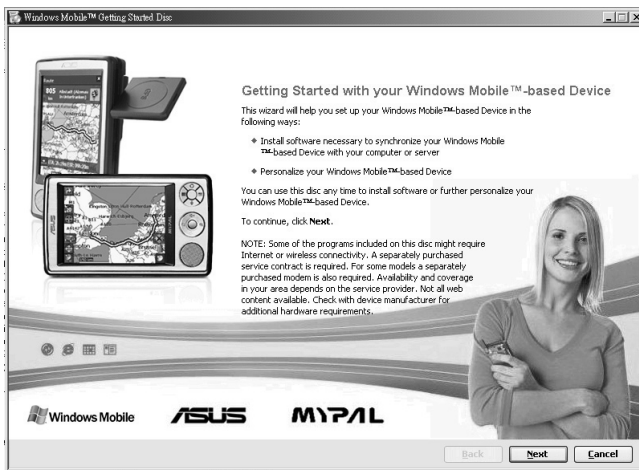 Windows Mobile™ Getting Started Disc
Getting Started with your Windows Mobile™-based Device
This wizard will help you set up your Windows Mobile™-based Device in the
following ways:
Install software necessary to synchronize your Windows Mobile
™-based Device with your computer or server
Personalize your Windows Mobile™-based Device
You can use this disc any time to install software or further personalize your
Windows Mobile™-based Device.
To continue, click Next.
NOTE: Some of the programs included on this disc might require
Internet or wireless connectivity. A separately purchased
service contract is required. For some models a separately
purchased modem is also required. Availability and coverage
in your area depends on the service provider. Not all web
content available. Check with device manufacturer for
additional hardware requirements.
ASUS
Windows Mobile
ASUS
MYPAL
Back
Next
Cancel